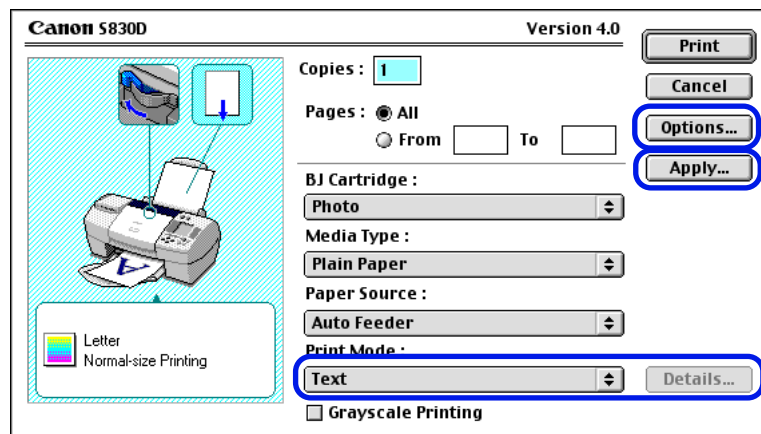 Canon S830D
Version 4.0
Print
Cancel
Options...
Apply...
Copies : 1
Pages : All
From To
BJ Cartridge :
Photo
Media Type :
Plain Paper
Paper Source :
Auto Feeder
Print Mode :
Text
Details...
Grayscale Printing
A
Letter
Normal-size Printing